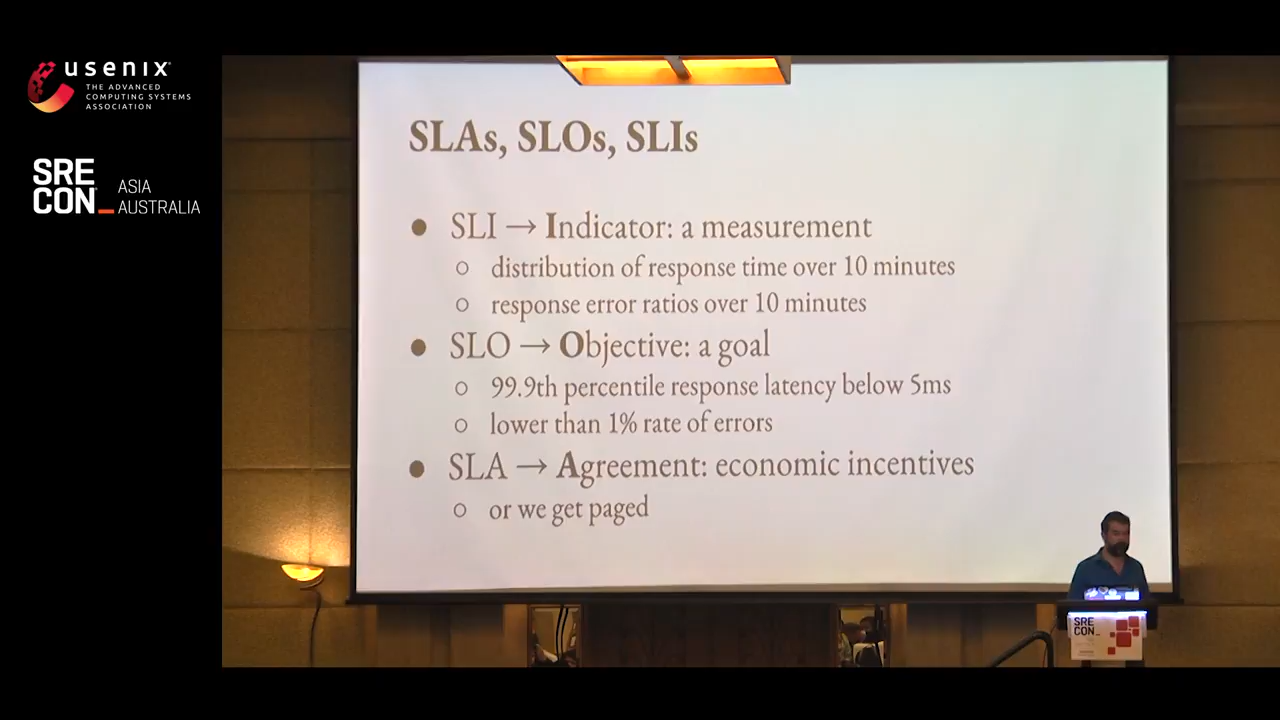 usenix
THE ADVANCED
COMPUTING SYSTEMS
ASSOCIATION
SRE
CON_ ASIA
AUSTRALIA
SLAs, SLOs, SLIs
● SLI → Indicator: a measurement
○ distribution of response time over 10 minutes
○ response error ratios over 10 minutes
● SLO → Objective: a goal
○ 99.9th percentile response latency below 5ms
○ lower than 1% rate of errors
● SLA → Agreement: economic incentives
○ or we get paged
SRE
CON_